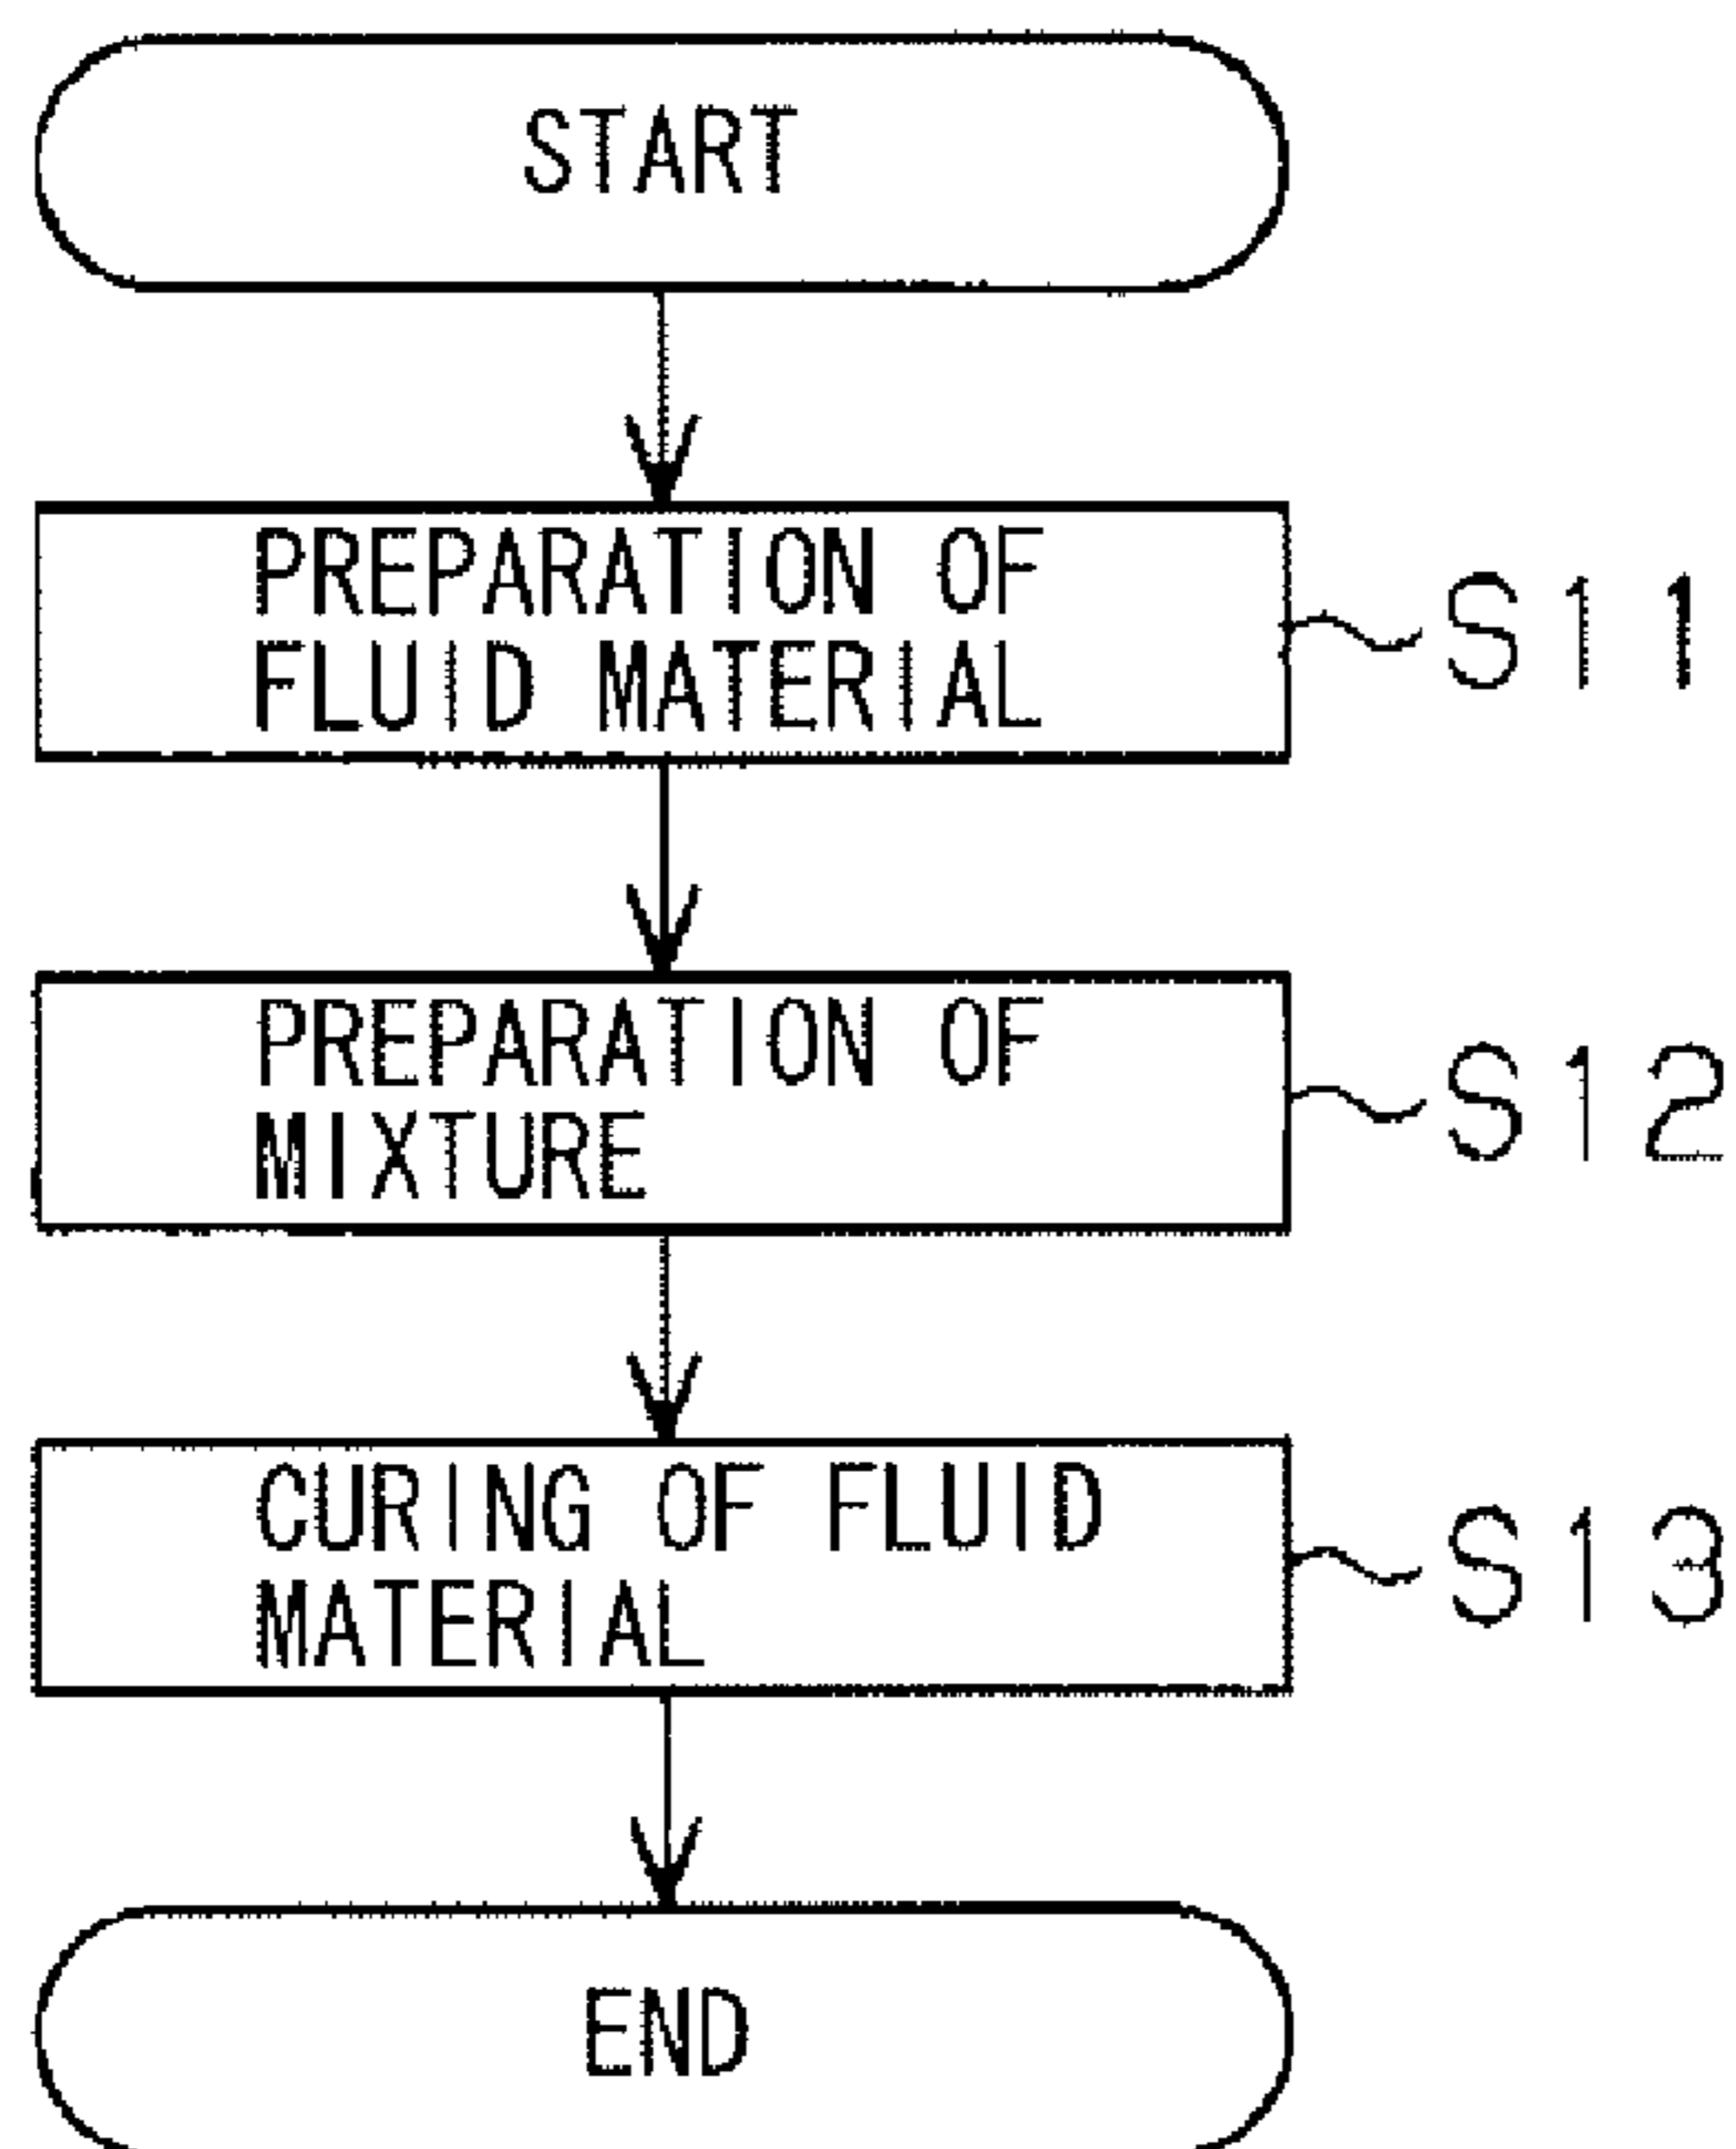 START
PREPARATION OF
FLUID MATERIAL
S11
PREPARATION OF
MIXTURE
S12
CURING OF FLUID
MATERIAL
S13
END